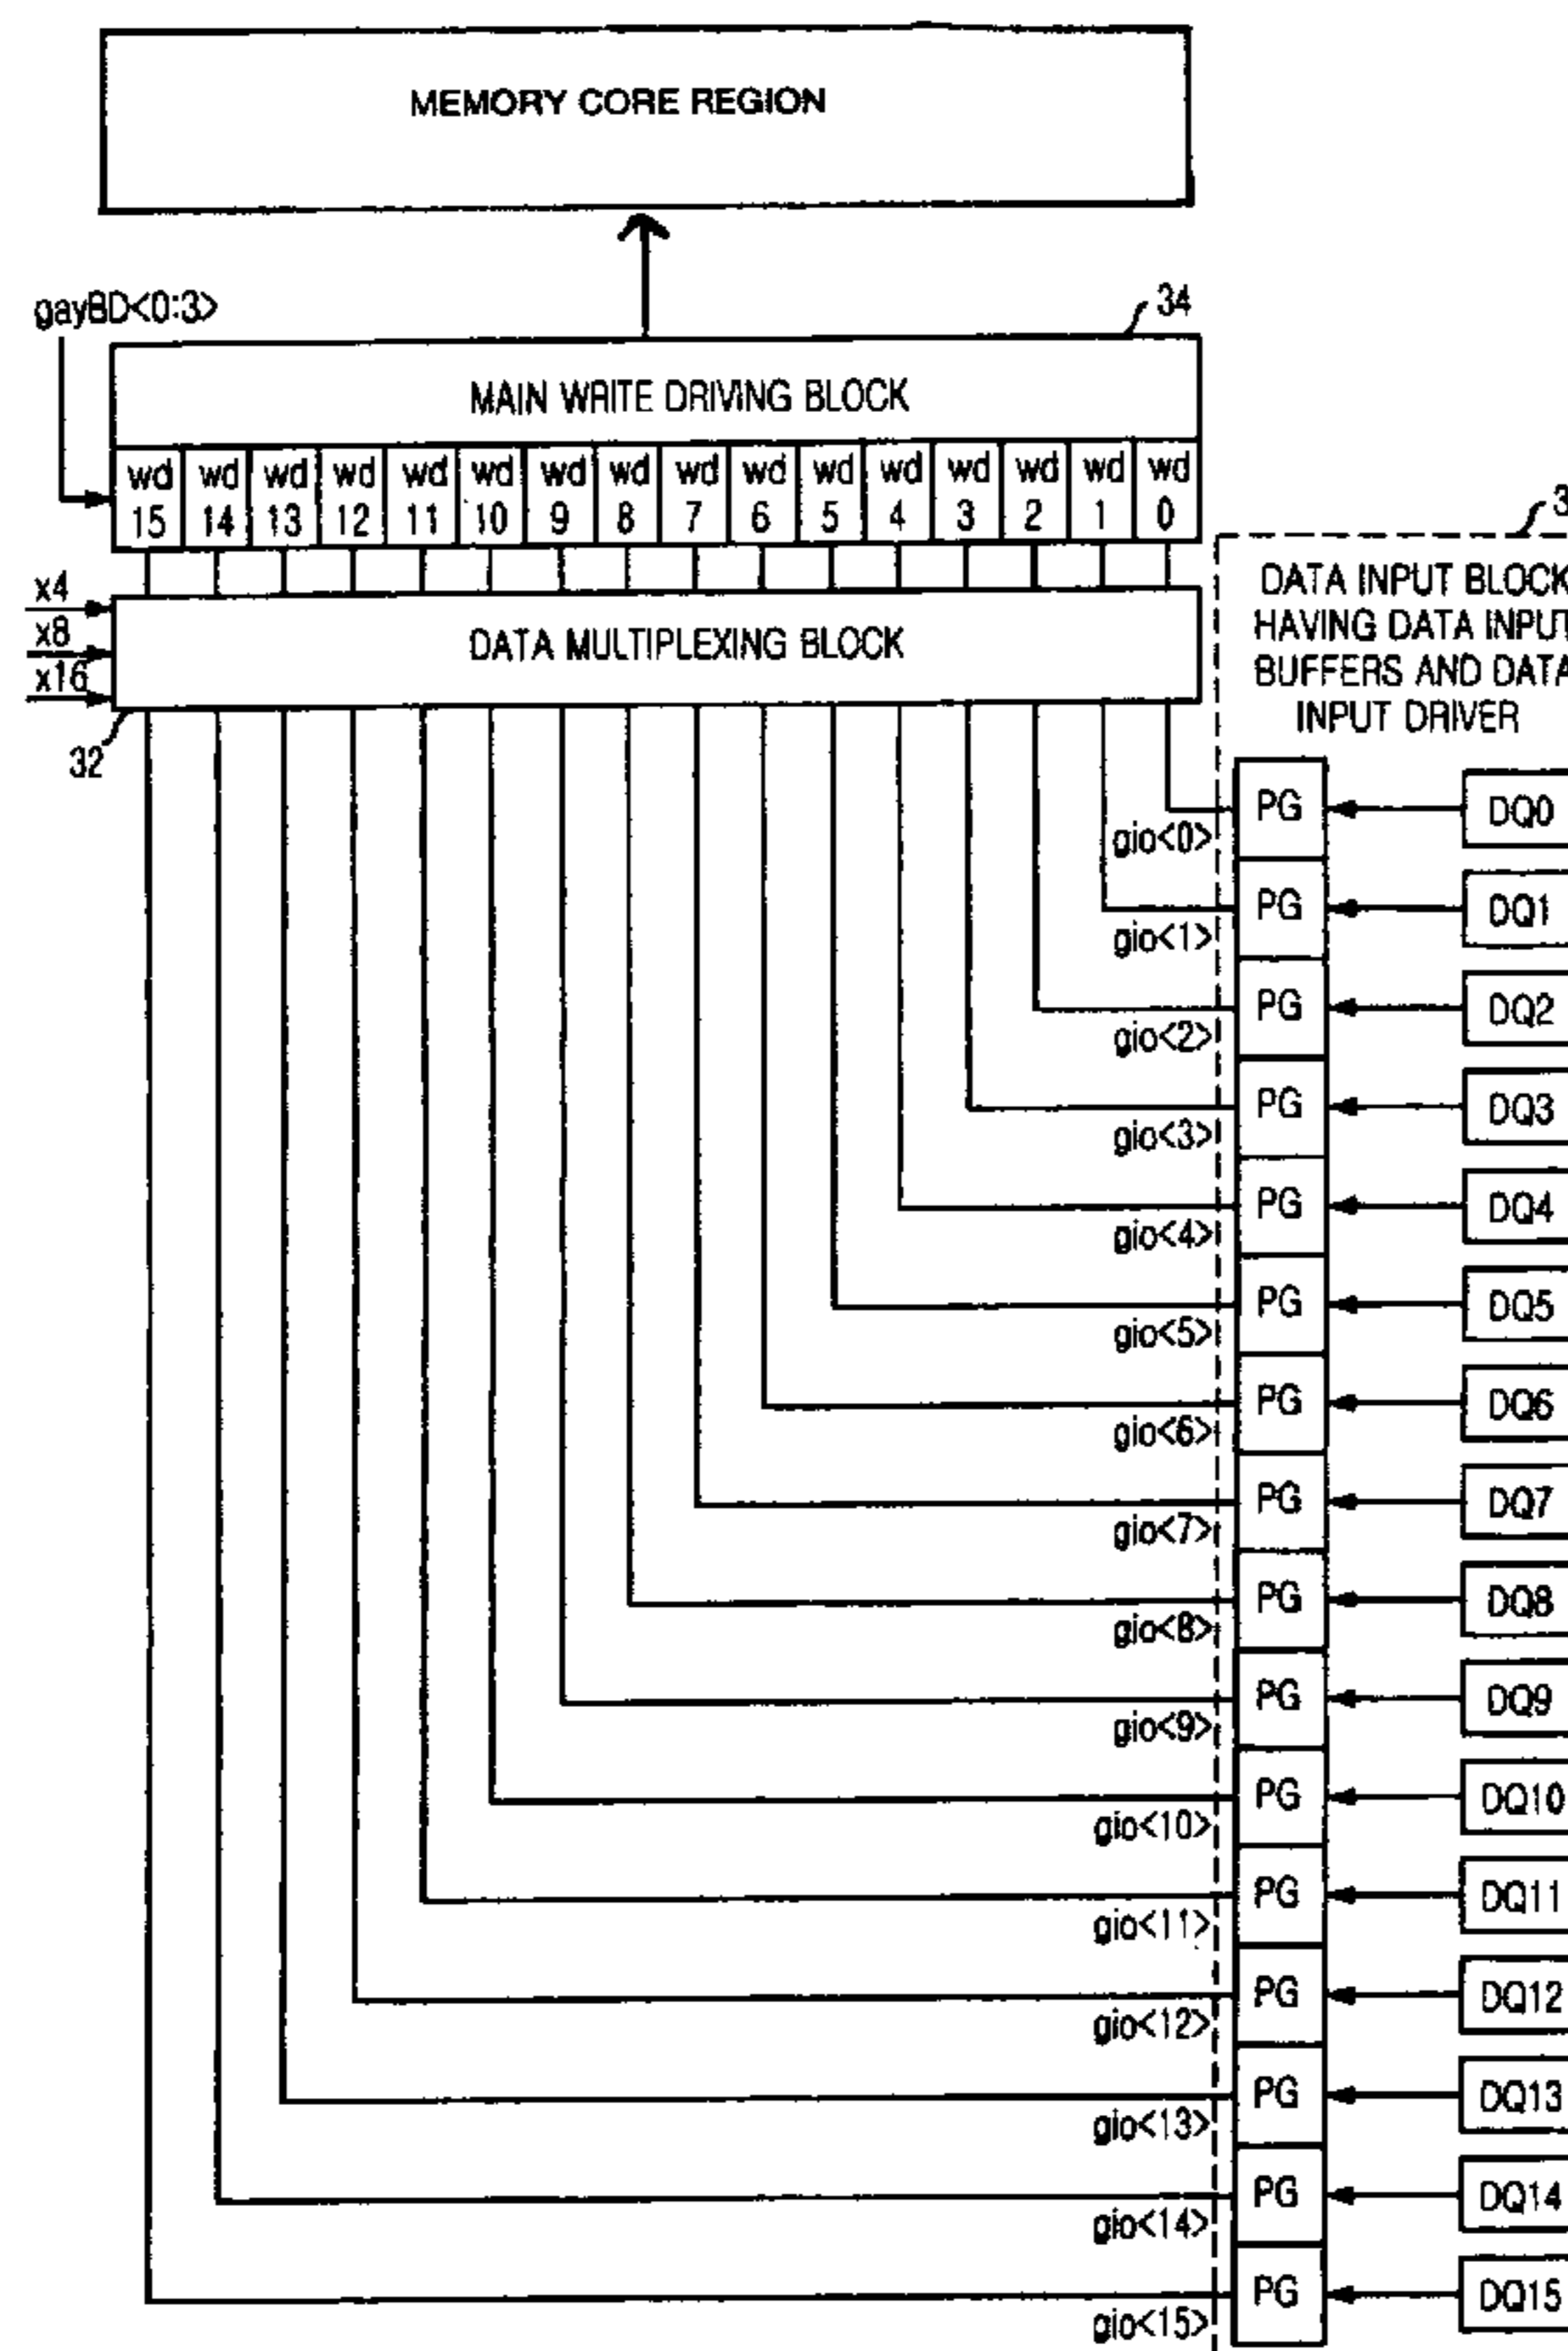 MEMORY CORE REGION
gayBD<0:3>
34
MAIN WRITE DRIVING BLOCK
wd 15 wd 14 wd 13 wd 12 wd 11 wd 10 wd 9 wd 8 wd 7 wd 6 wd 5 wd 4 wd 3 wd 2 wd 1 wd 0
x4
x8
x16
DATA MULTIPLEXING BLOCK
32
DATA INPUT BLOCK
HAVING DATA INPUT
BUFFERS AND DATA
INPUT DRIVER
gio<0> PG DQ0
gio<1> PG DQ1
gio<2> PG DQ2
gio<3> PG DQ3
gio<4> PG DQ4
gio<5> PG DQ5
gio<6> PG DQ6
gio<7> PG DQ7
gio<8> PG DQ8
gio<9> PG DQ9
gio<10> PG DQ10
gio<11> PG DQ11
gio<12> PG DQ12
gio<13> PG DQ13
gio<14> PG DQ14
gio<15> PG DQ15